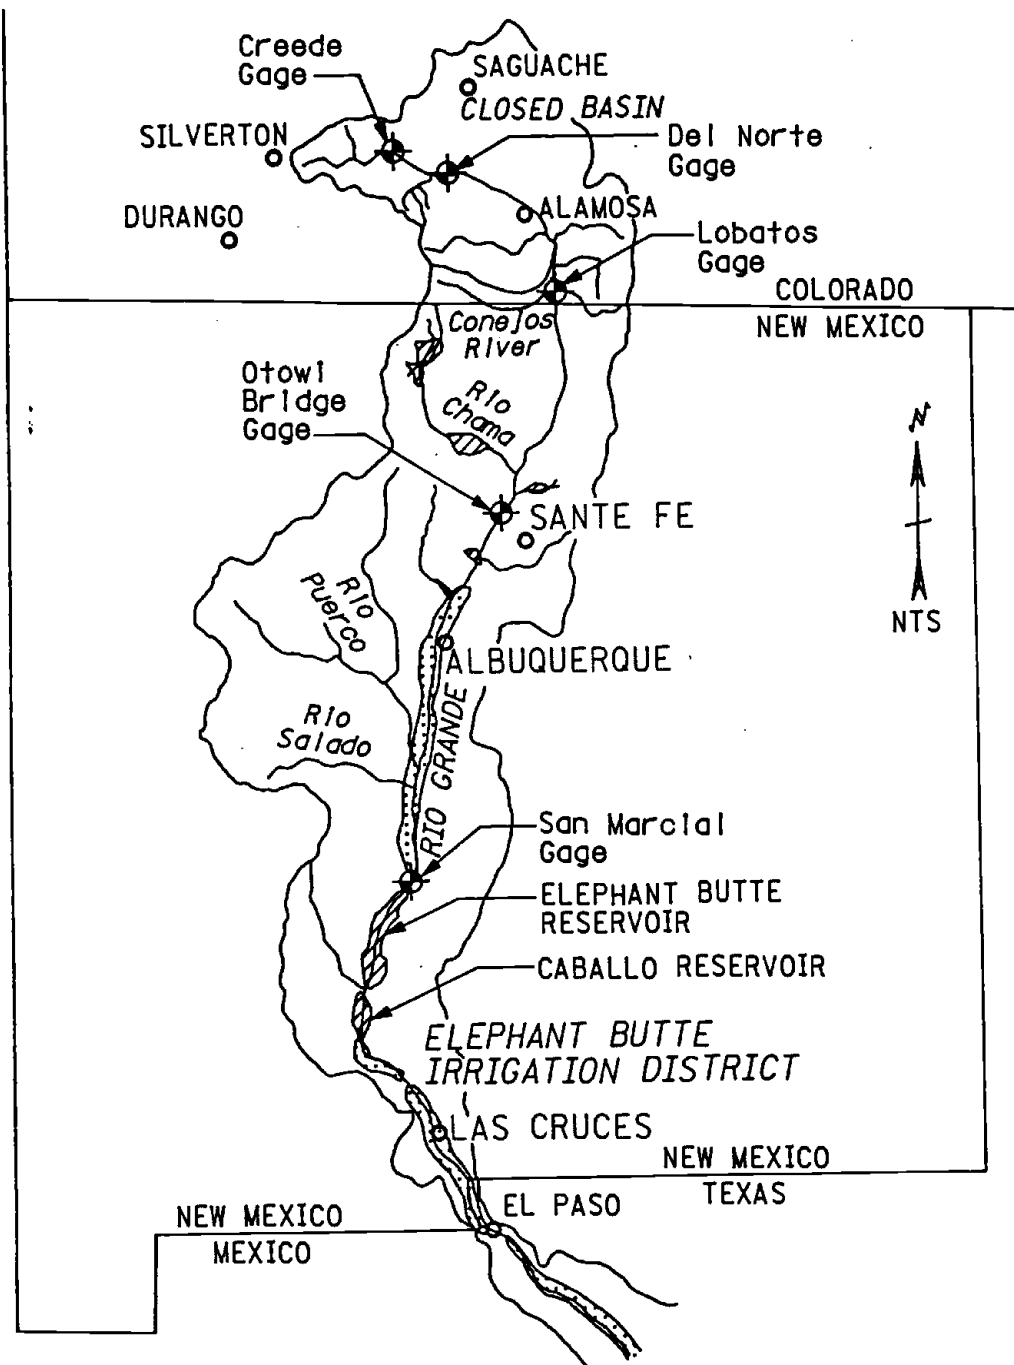 Creede
Gage
SAGUACHE
CLOSED BASIN
SILVERTON
Del Norte
Gage
DURANGO
ALAMOSA
Lobatos
Gage
COLORADO
NEW MEXICO
Conejos
River
Otowi
Bridge
Gage
Rio
Chama
N
SANTE FE
NTS
Rio
Puerco
ALBUQUERQUE
Rio
Salado
RIO GRANDE
San Marcial
Gage
ELEPHANT BUTTE
RESERVOIR
CABALLO RESERVOIR
ELEPHANT BUTTE
IRRIGATION DISTRICT
LAS CRUCES
NEW MEXICO
TEXAS
EL PASO
NEW MEXICO
MEXICO